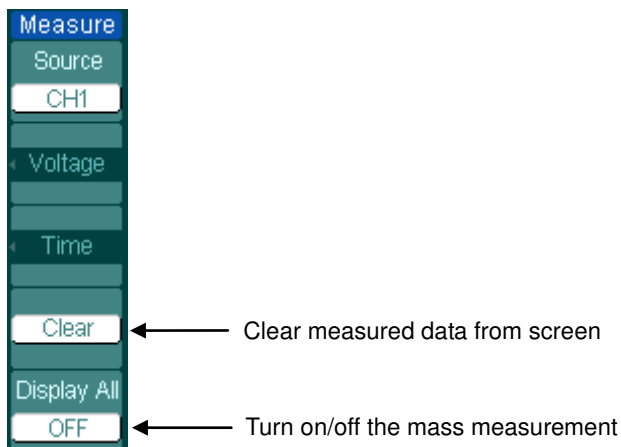 Measure
Source
CH1
Voltage
Time
Clear
Clear measured data from screen
Display All
OFF
Turn on/off the mass measurement